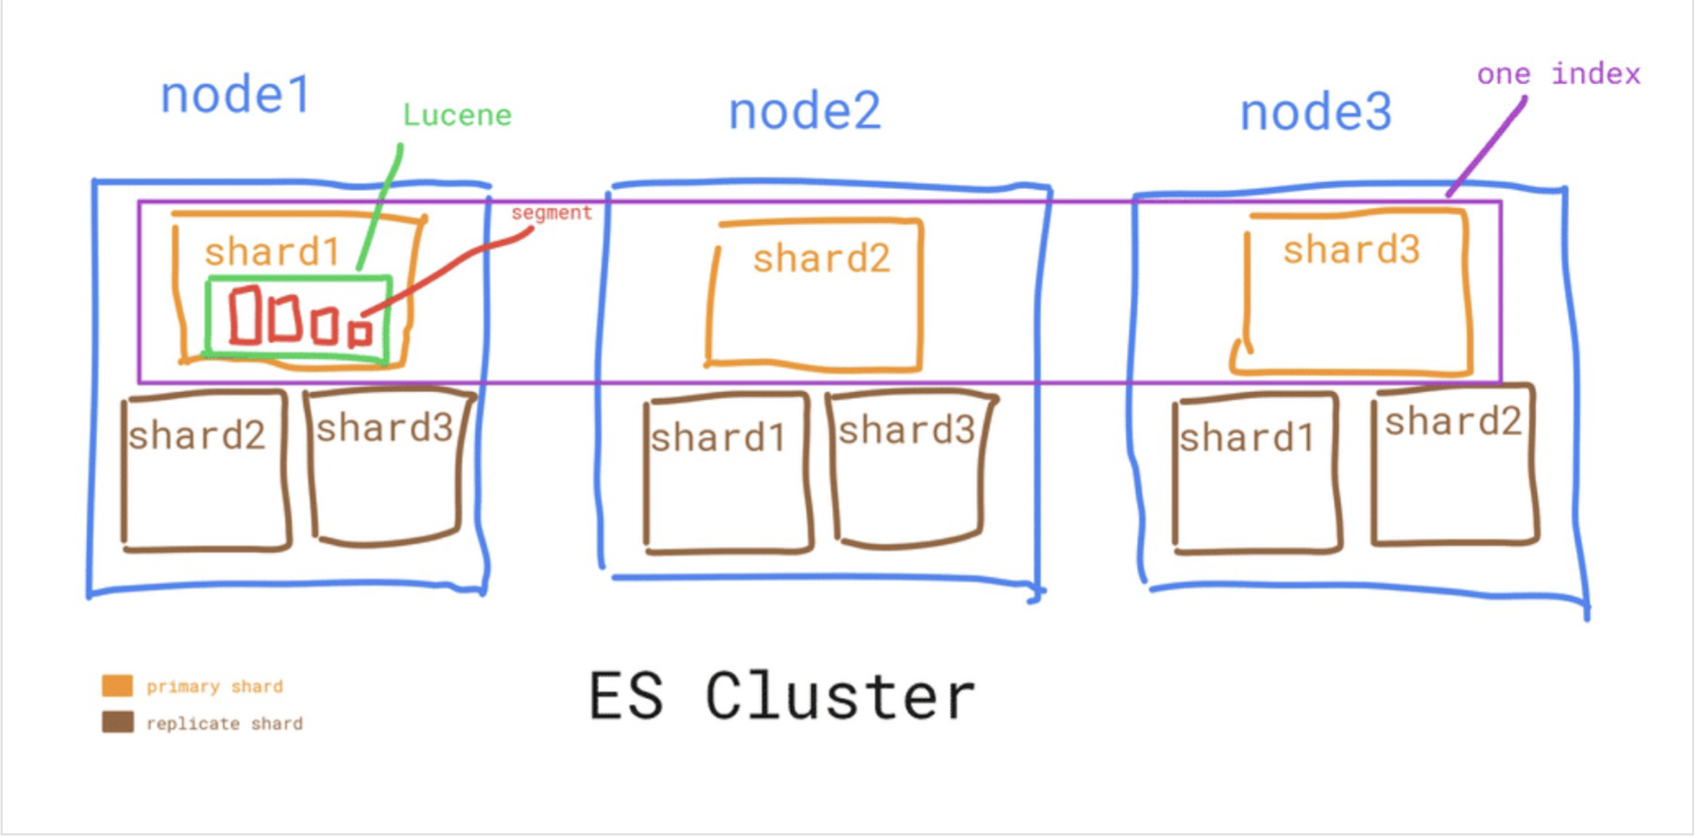 node1
Lucene
node2
node3
one index
segment
shard1
shard2
shard3
shard2
shard3
shard1
shard3
shard1
shard2
primary shard
replicate shard
ES Cluster